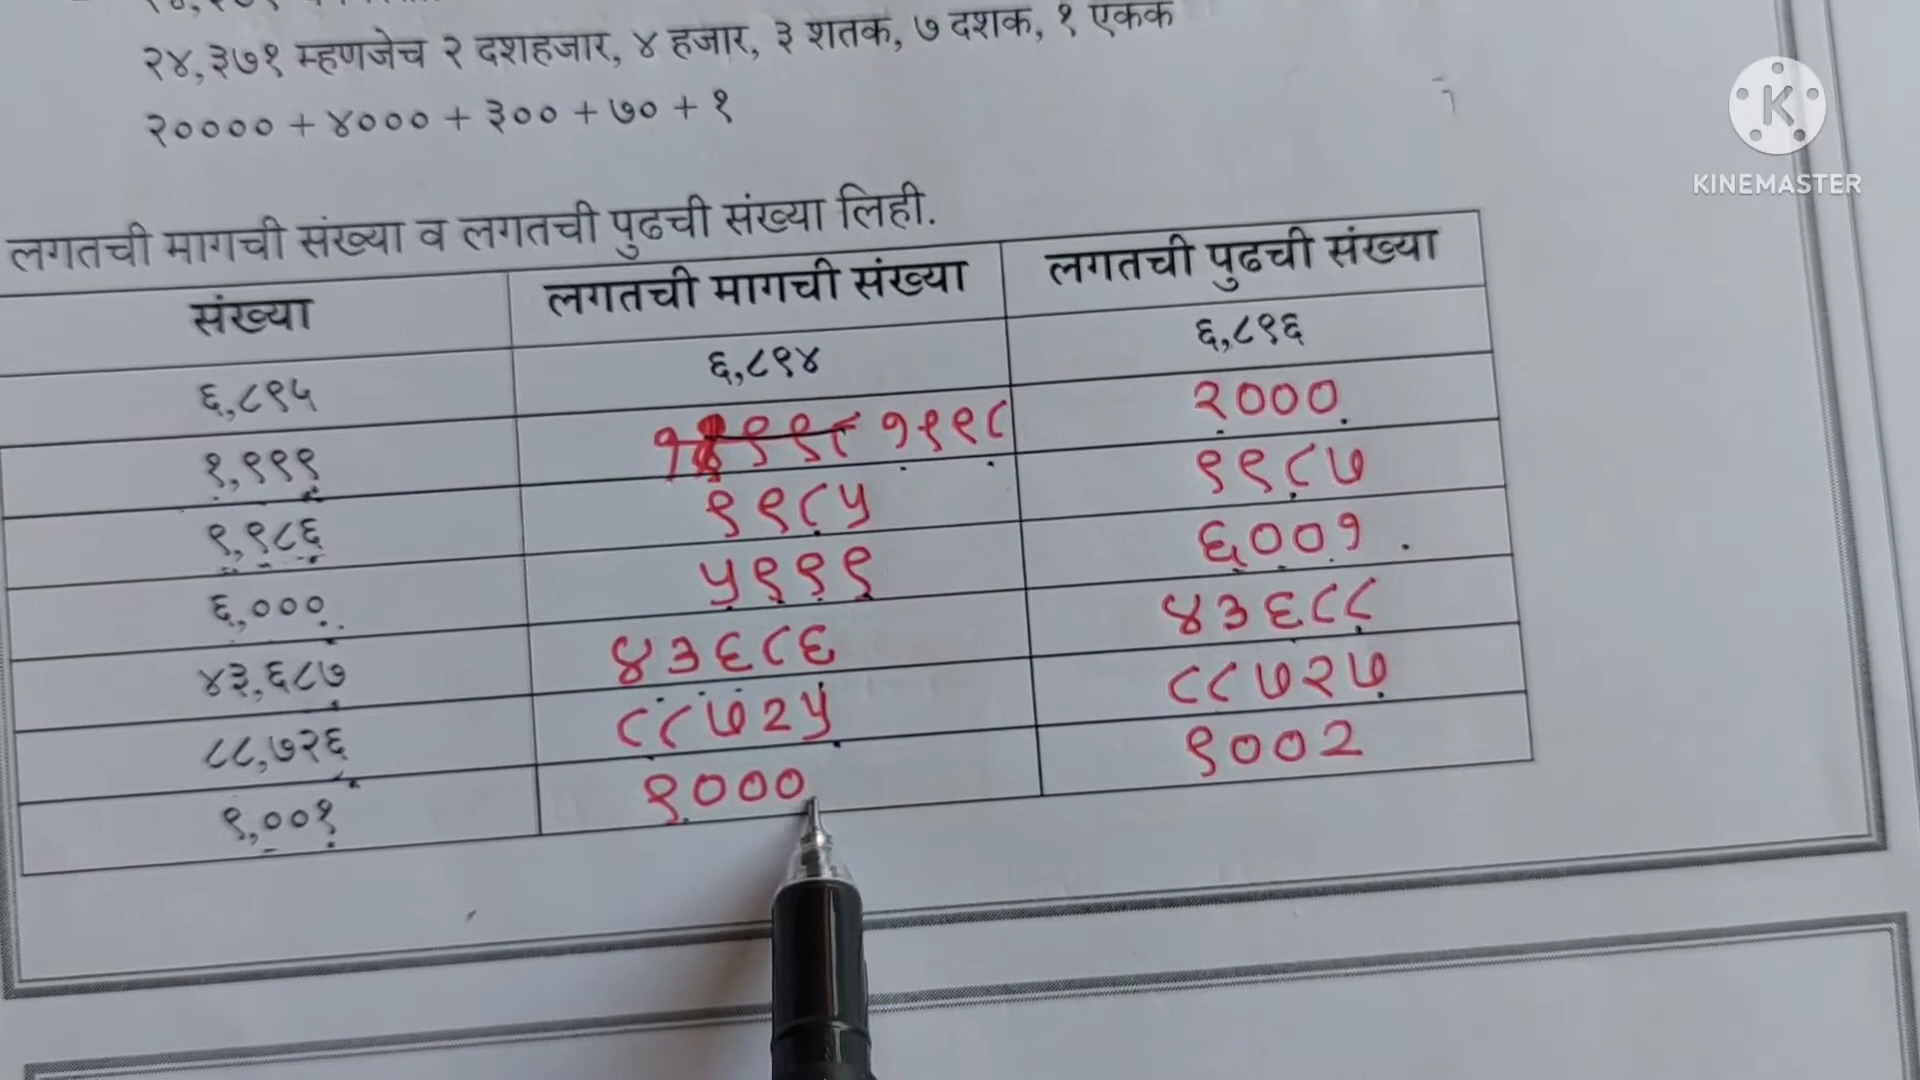 २४,३७१ म्हणजेच २ दशहजार, ४ हजार, ३ शतक, ७ दशक, १ एकक
२०००० + ४००० + ३०० + ७० + १
लगतची मागची संख्या व लगतची पुढची संख्या लिही.
संख्या लगतची मागची संख्या लगतची पुढची संख्या
६,८९५ ६,८९४ ६,८९६
१,९९९ १९९८ २०००
९,९८६ ९९८५ ९९८७
६,००० ५९९९ ६००१
४३,६८७ ४३६८६ ४३६८८
८८,७२६ ८८७२५ ८८७२७
९,००१ ९००० ९००२
K
KINEMASTER